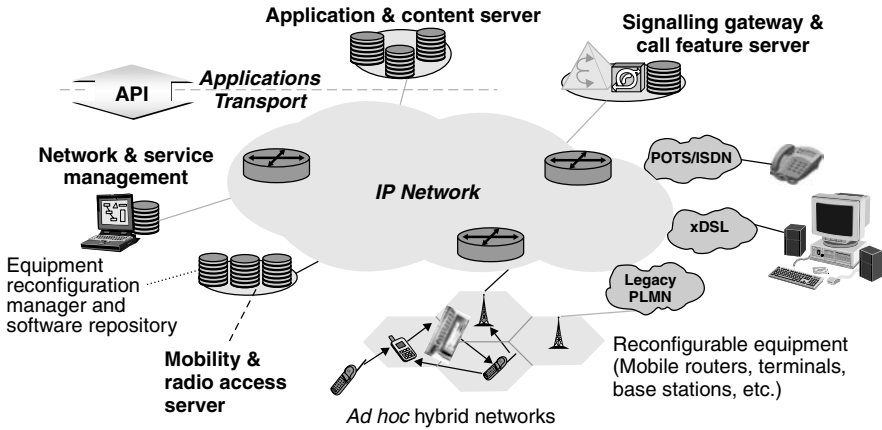 Application & content server
Signalling gateway &
call feature server
API
Applications
Transport
Network & service
management
IP Network
POTS/ISDN
xDSL
Legacy
PLMN
Equipment
reconfiguration
manager and
software repository
Mobility &
radio access
server
Reconfigurable equipment
(Mobile routers, terminals,
base stations, etc.)
Ad hoc hybrid networks